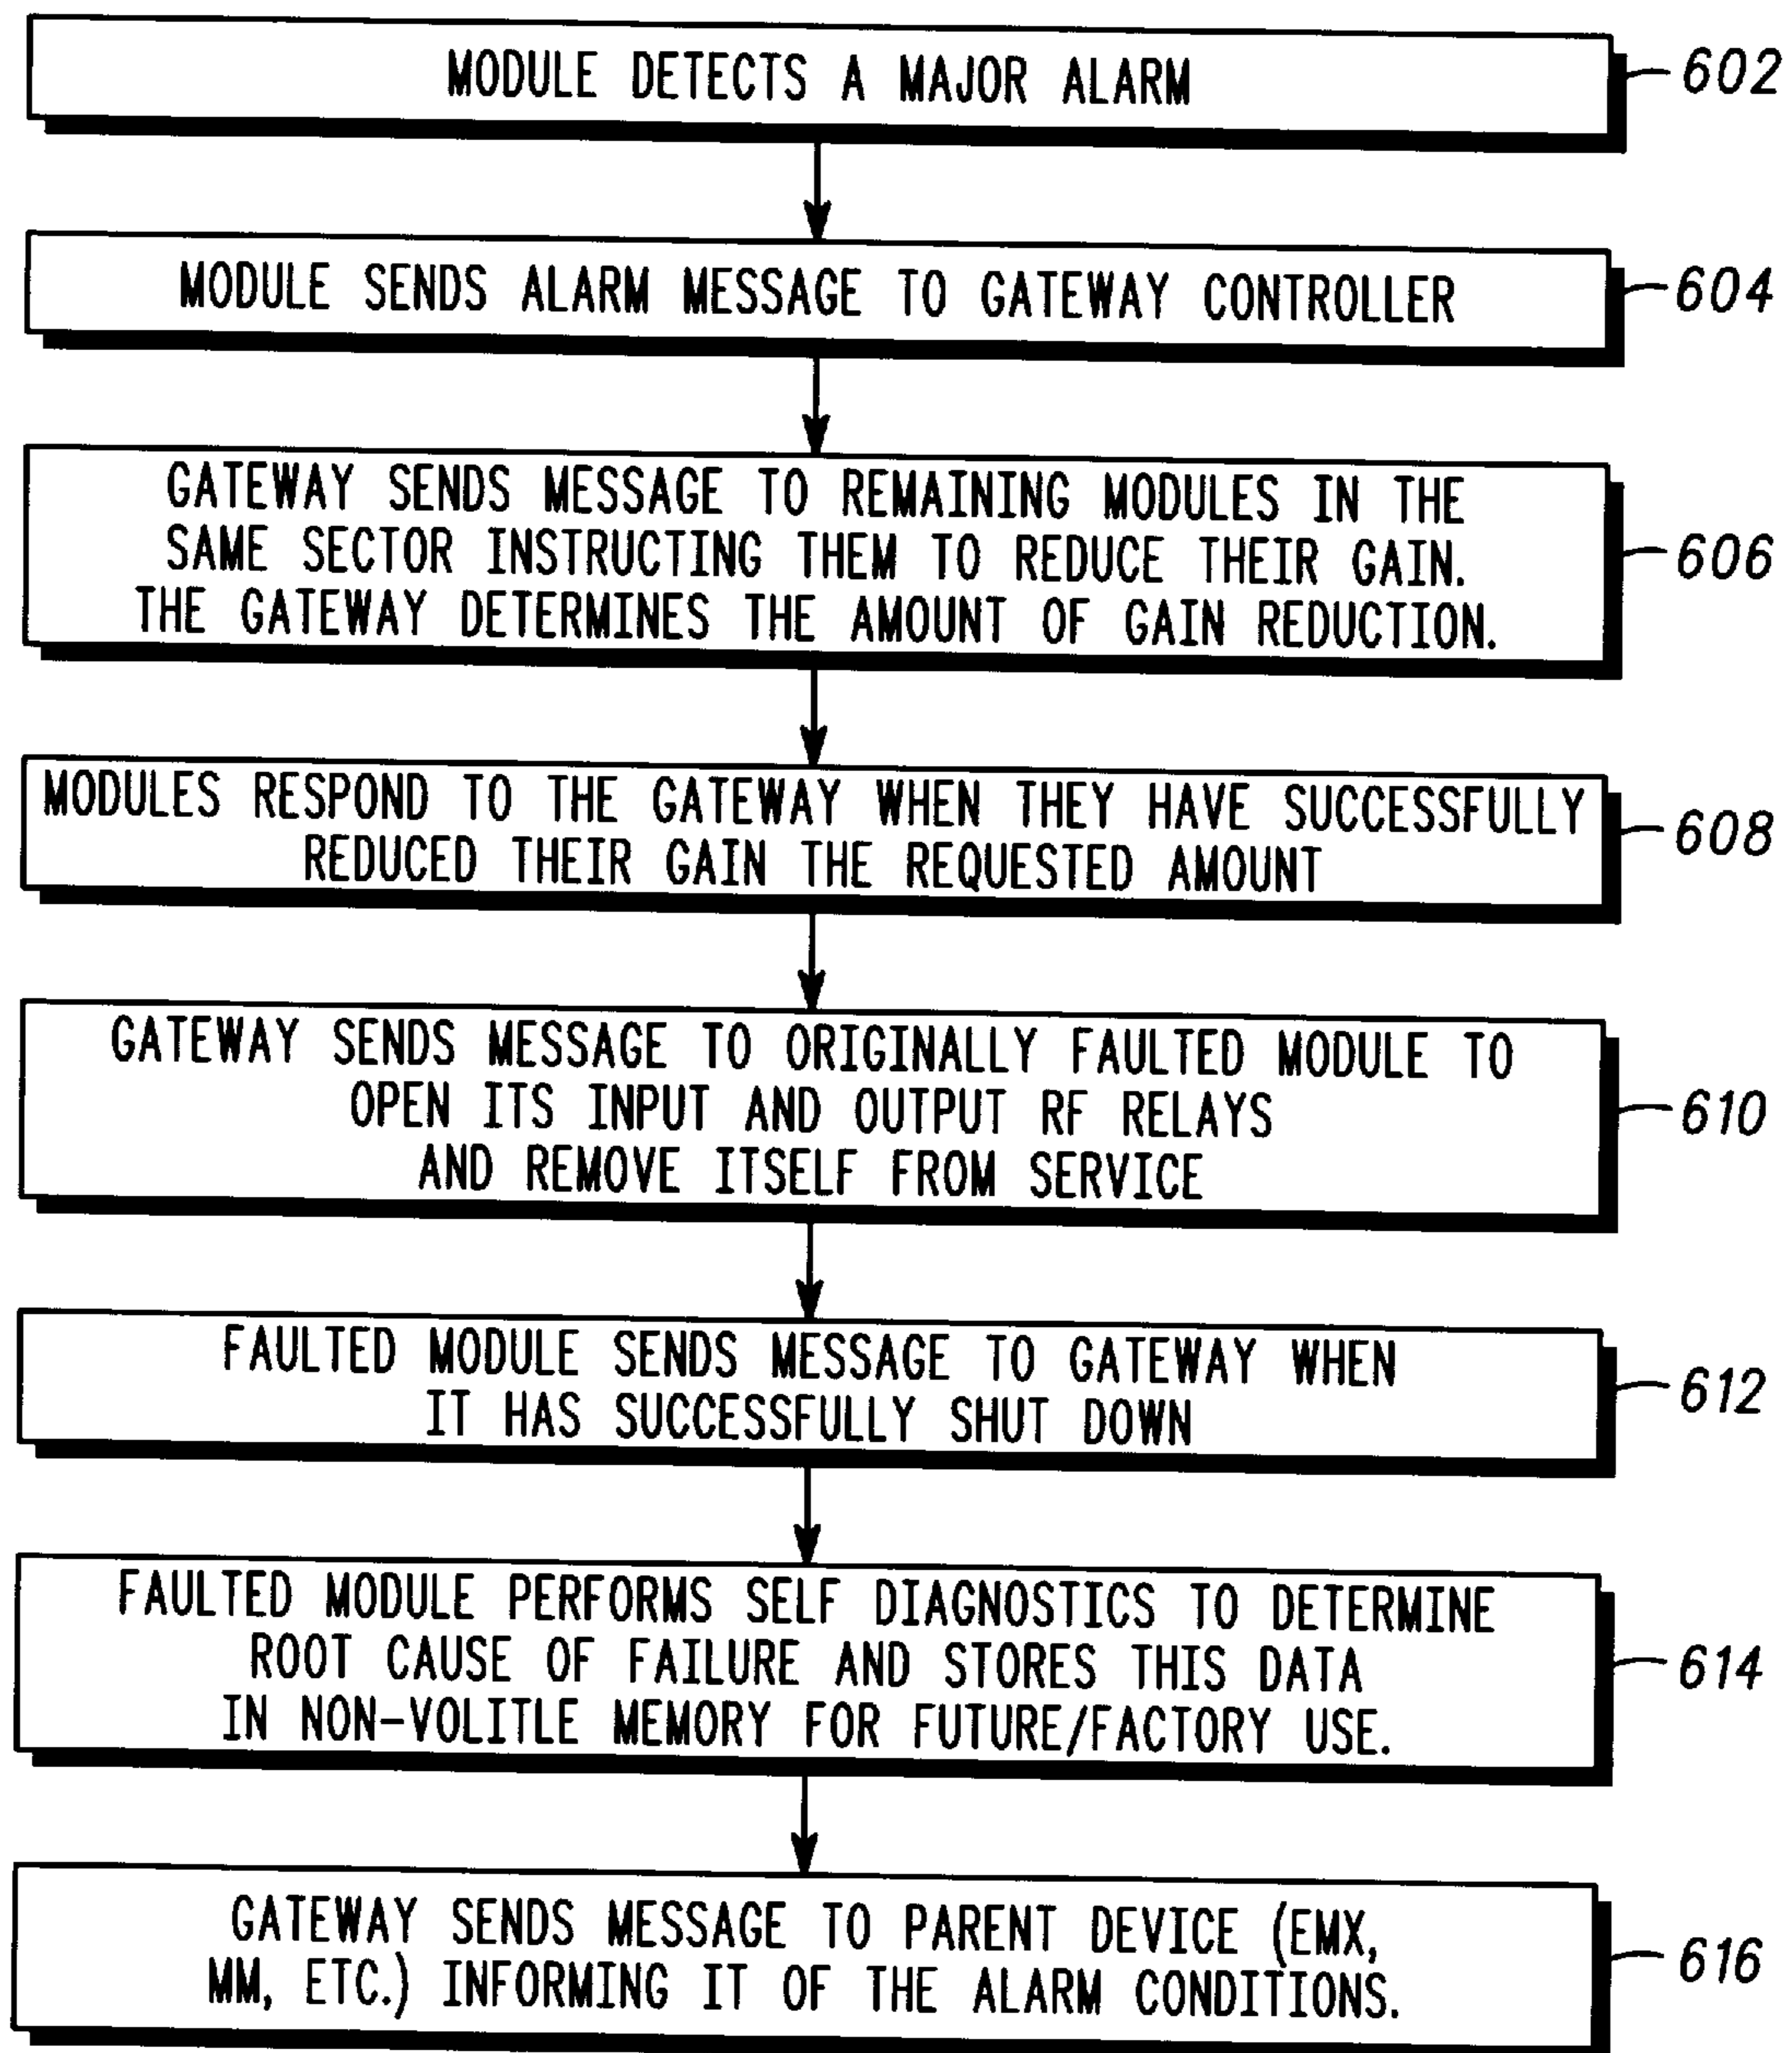 MODULE DETECTS A MAJOR ALARM
602
MODULE SENDS ALARM MESSAGE TO GATEWAY CONTROLLER
604
GATEWAY SENDS MESSAGE TO REMAINING MODULES IN THE
SAME SECTOR INSTRUCTING THEM TO REDUCE THEIR GAIN.
THE GATEWAY DETERMINES THE AMOUNT OF GAIN REDUCTION.
606
MODULES RESPOND TO THE GATEWAY WHEN THEY HAVE SUCCESSFULLY
REDUCED THEIR GAIN THE REQUESTED AMOUNT
608
GATEWAY SENDS MESSAGE TO ORIGINALLY FAULTED MODULE TO
OPEN ITS INPUT AND OUTPUT RF RELAYS
AND REMOVE ITSELF FROM SERVICE
610
FAULTED MODULE SENDS MESSAGE TO GATEWAY WHEN
IT HAS SUCCESSFULLY SHUT DOWN
612
FAULTED MODULE PERFORMS SELF DIAGNOSTICS TO DETERMINE
ROOT CAUSE OF FAILURE AND STORES THIS DATA
IN NON-VOLITLE MEMORY FOR FUTURE/FACTORY USE.
614
GATEWAY SENDS MESSAGE TO PARENT DEVICE (EMX,
MM, ETC.) INFORMING IT OF THE ALARM CONDITIONS.
616